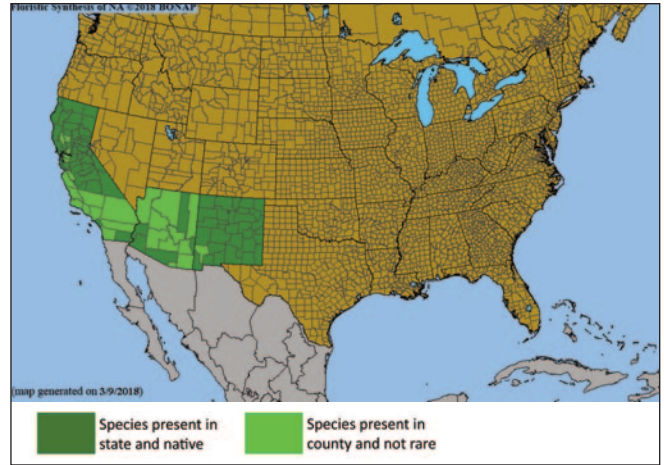 Floristic Synthesis of NA ©2018 BONAP
(map generated on 3/9/2018)
Species present in
state and native
Species present in
county and not rare